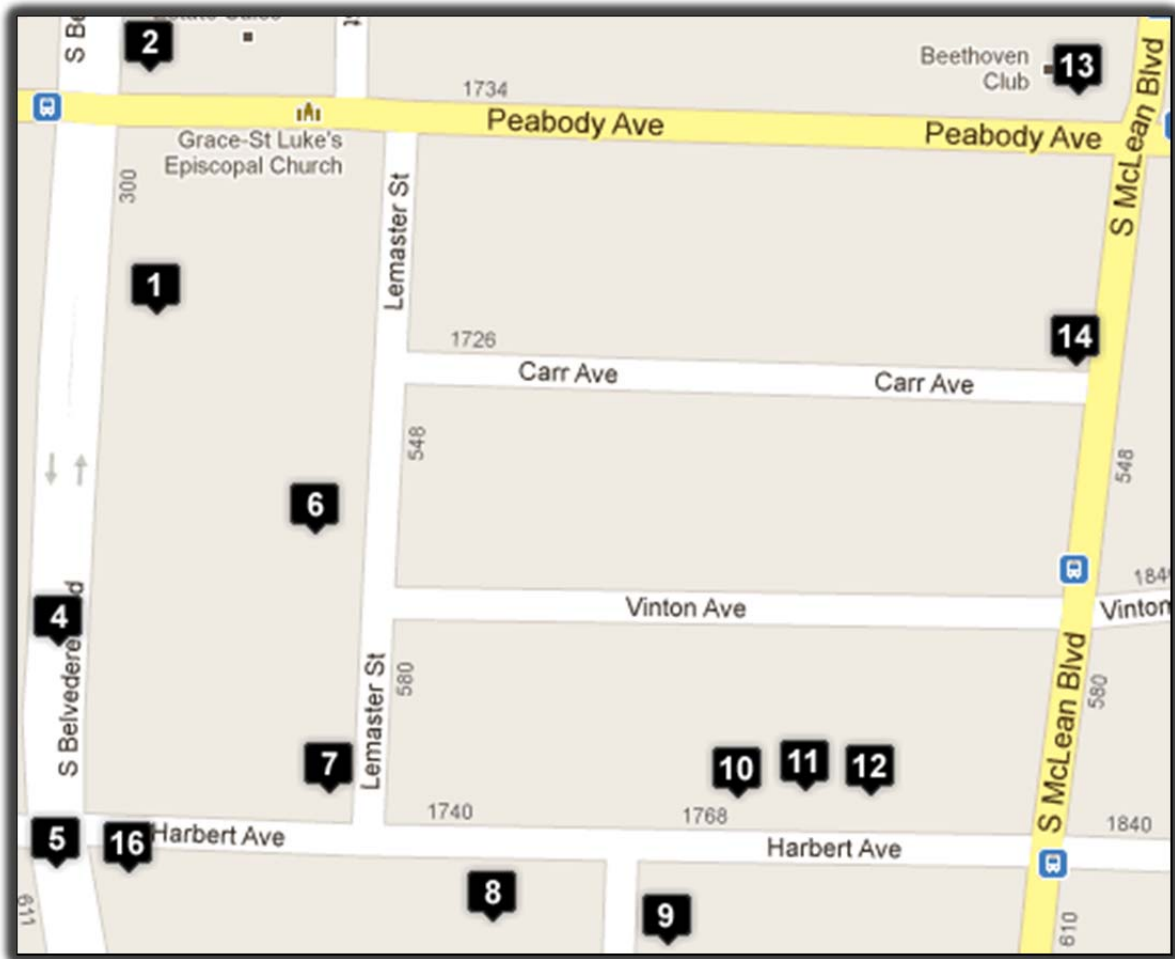 S Be
2
st
Beethoven
Club
13
1734
Peabody Ave
Peabody Ave
S McLean Blvd
Grace-St Luke's
Episcopal Church
300
Lemaster St
1
14
1726
Carr Ave
Carr Ave
548
548
6
1840
4
Vinton Ave
Vinton
S Belvedere
Lemaster St
580
S McLean Blvd
580
7
10
11
12
1740
1768
1840
5
16
Harbert Ave
Harbert Ave
8
9
611
610